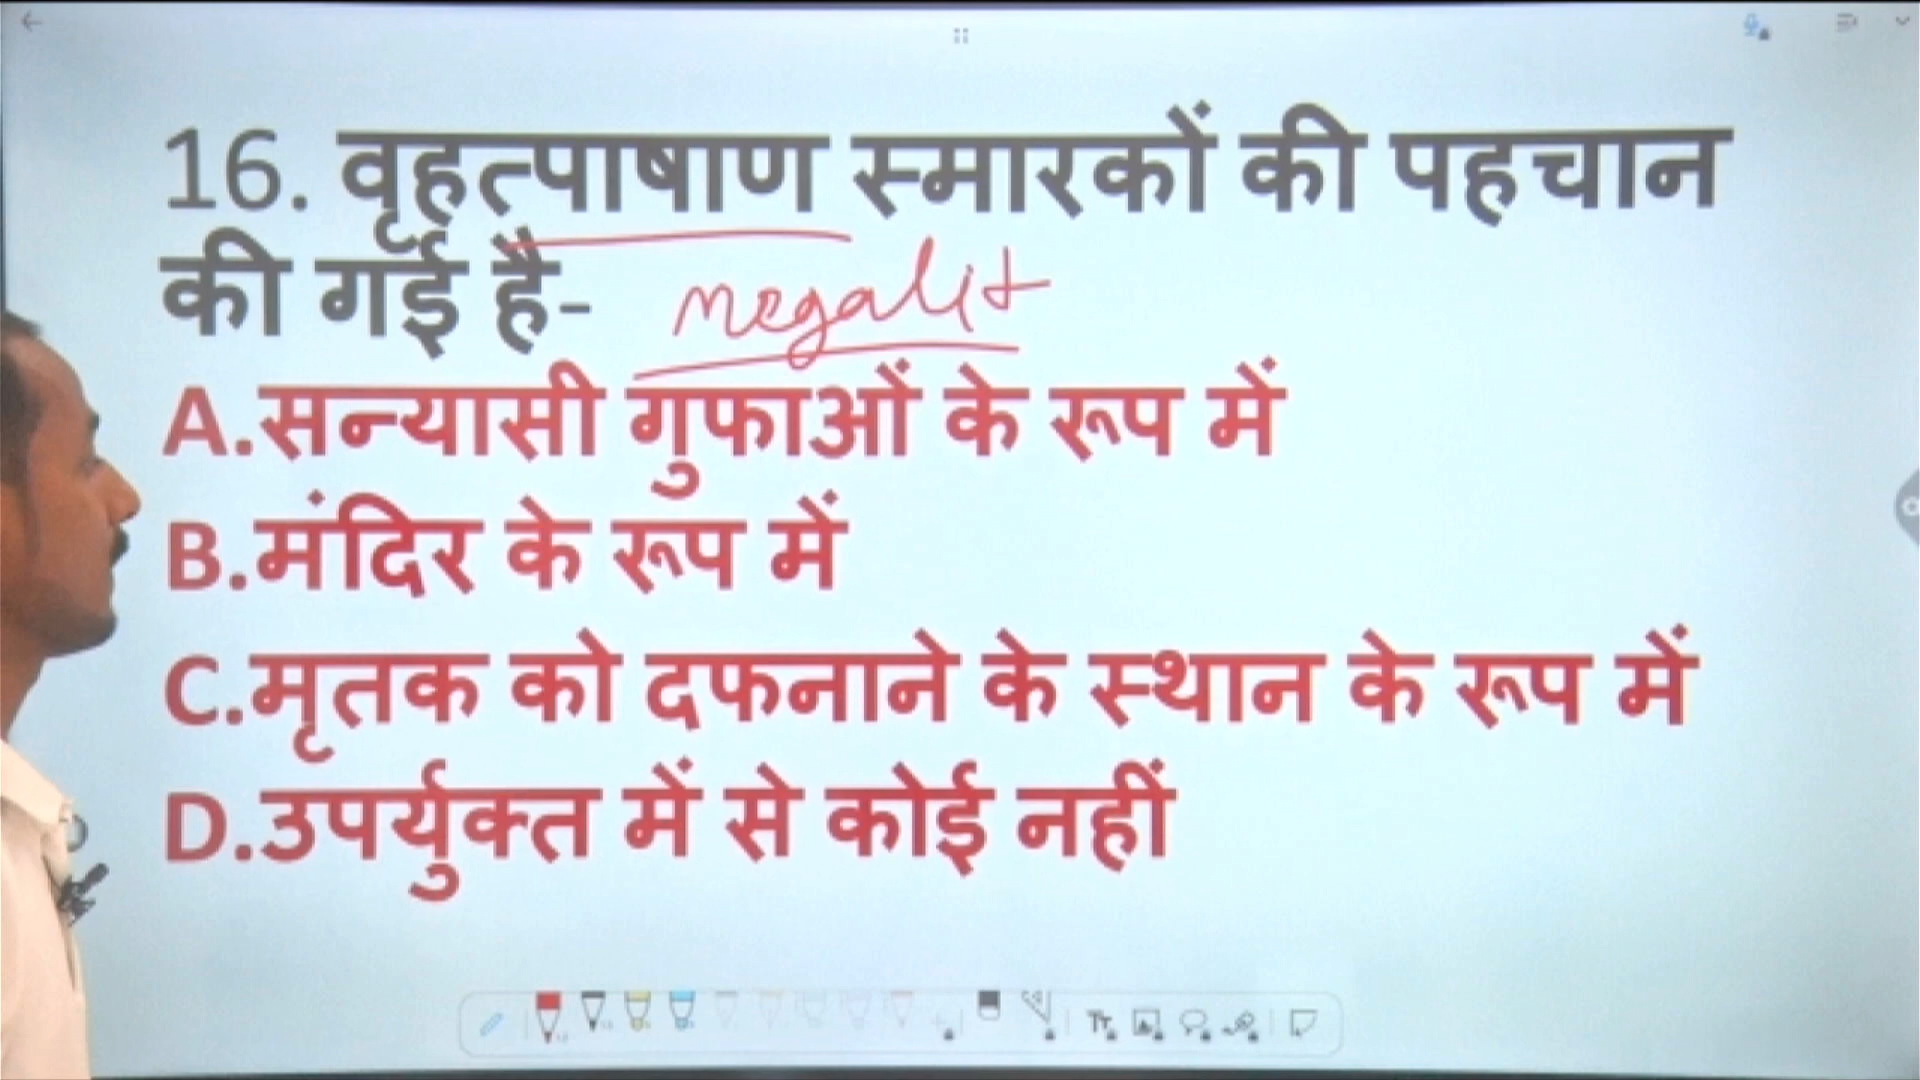 16. वृहत्पाषाण स्मारकों की पहचान
की गई है-
megalit
A.सन्यासी गुफाओं के रूप में
B.मंदिर के रूप में
C.मृतक को दफनाने के स्थान के रूप में
D.उपर्युक्त में से कोई नहीं